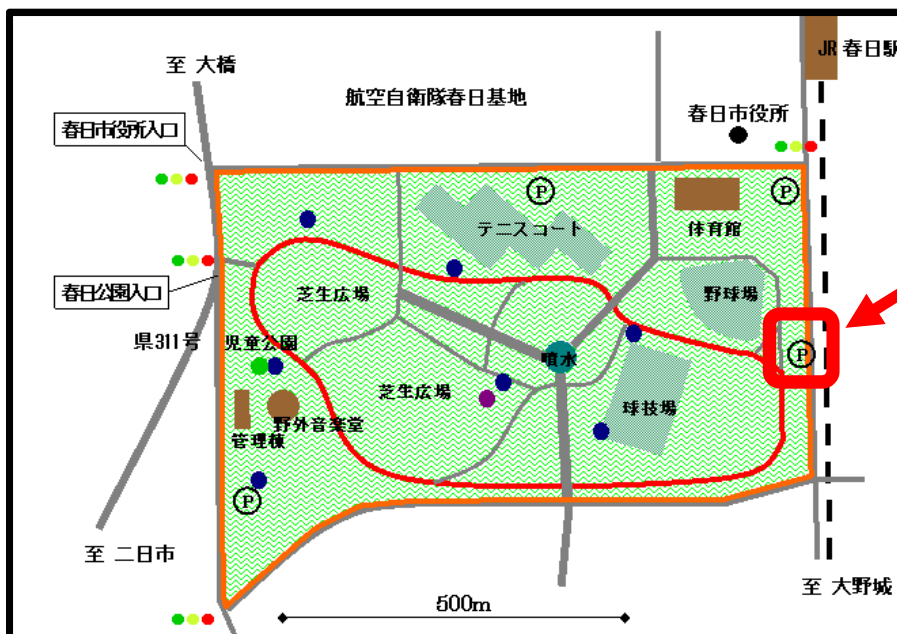 JR 春日駅
至 大橋
航空自衛隊春日基地
春日市役所
春日市役所入口
P
P
テニスコート
体育館
芝生広場
野球場
春日公園入口
県311号
児童公園
噴水
P
芝生広場
球技場
野外音楽堂
管理棟
P
至 二日市
至 大野城
500m